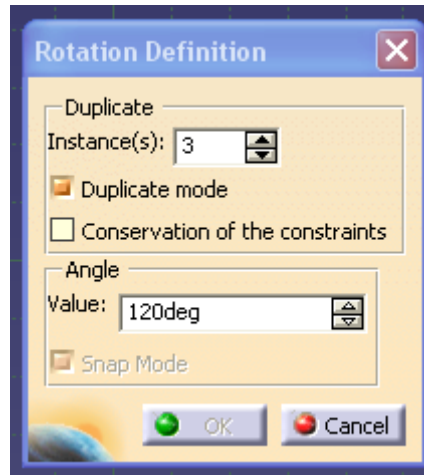 Rotation Definition
Duplicate
Instance(s): 3
Duplicate mode
Conservation of the constraints
Angle
Value: 120deg
Snap Mode
OK Cancel